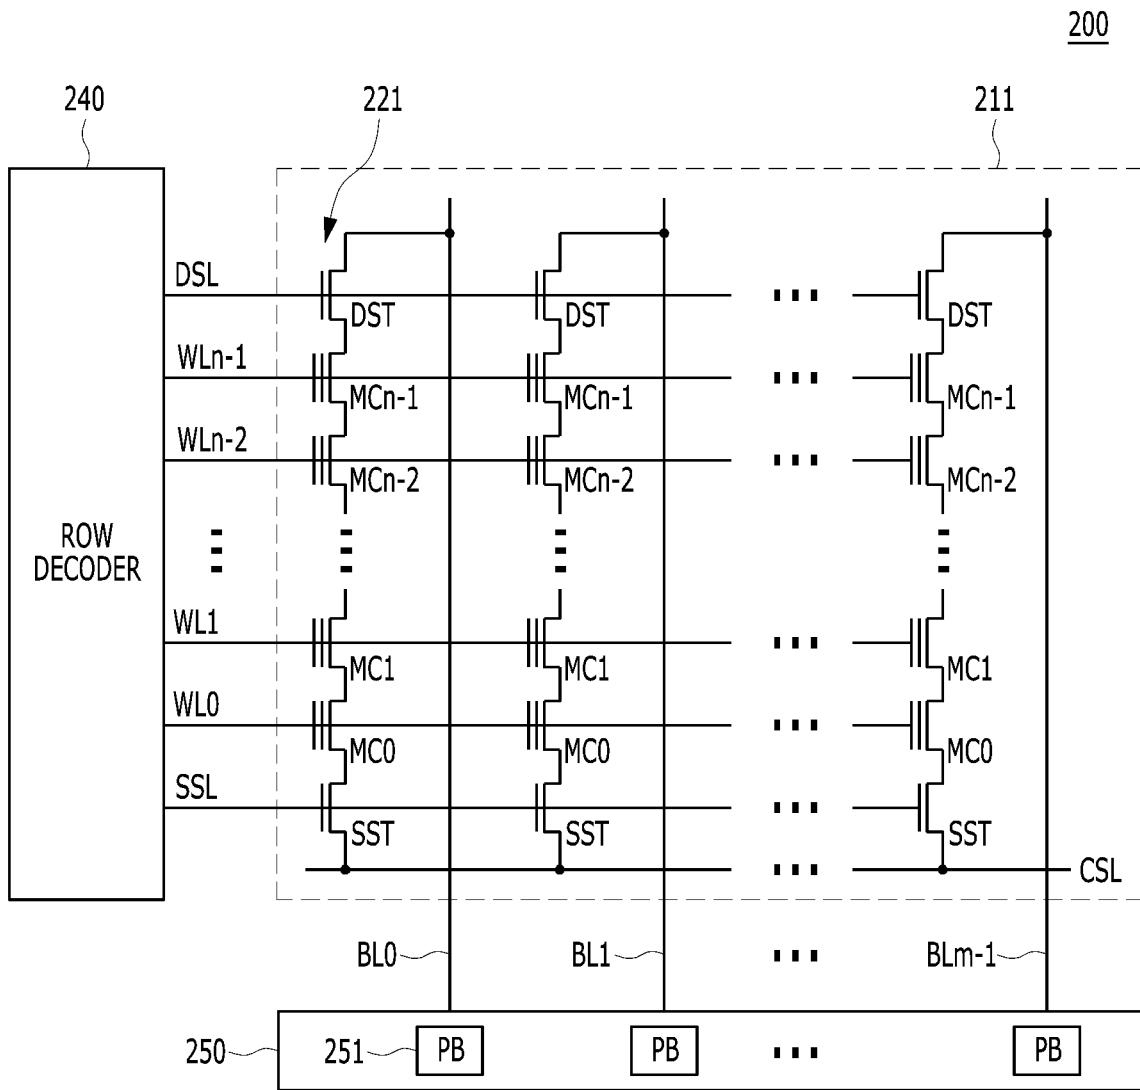 200
240
221
211
DSL
DST DST DST
WLn-1
MCn-1 MCn-1 MCn-1
WLn-2
MCn-2 MCn-2 MCn-2
ROW
DECODER
WL1
MC1 MC1 MC1
WL0
MC0 MC0 MC0
SSL
SST SST SST
CSL
BL0 BL1 BLm-1
250 251 PB PB PB